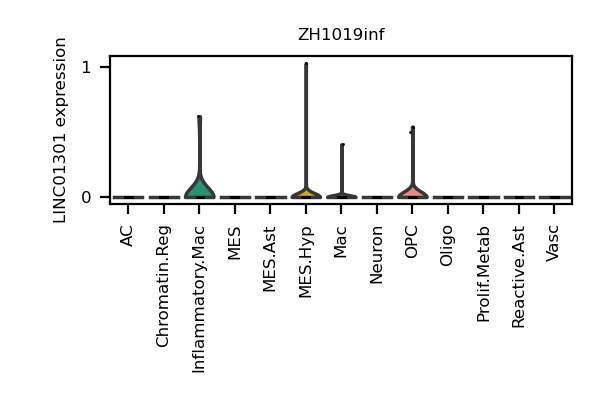 ZH1019inf
LINC01301 expression
1
0
AC
Chromatin.Reg
Inflammatory.Mac
MES
MES.Ast
MES.Hyp
Mac
Neuron
OPC
Oligo
Prolif.Metab
Reactive.Ast
Vasc